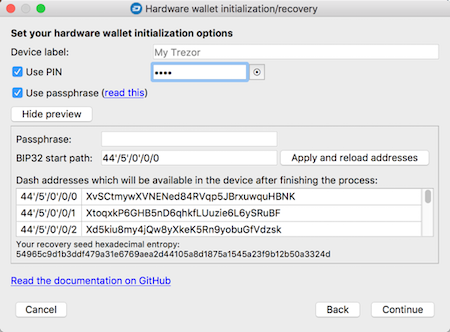 Hardware wallet initialization/recovery
Set your hardware wallet initialization options
Device label: My Trezor
Use PIN ••••
Use passphrase (read this)
Hide preview
Passphrase:
BIP32 start path: 44'/5'/0'/0/0 Apply and reload addresses
Dash addresses which will be available in the device after finishing the process:
44'/5'/0'/0/0 XvSCtmywXVNENed84RVqp5JBrxuwquHBNK
44'/5'/0'/0/1 XtoqxkP6GHB5nD6qhkfLUuzie6L6ySRuBF
44'/5'/0'/0/2 Xd5kiu8my4jQw8yXkeK5Rn9yobuGfVdzsk
Your recovery seed hexadecimal entropy:
54965c9d1b3ddf479a31e6769aea2d44105a8d1875a1545a23f9b12b50a3324d
Read the documentation on GitHub
Cancel Back Continue